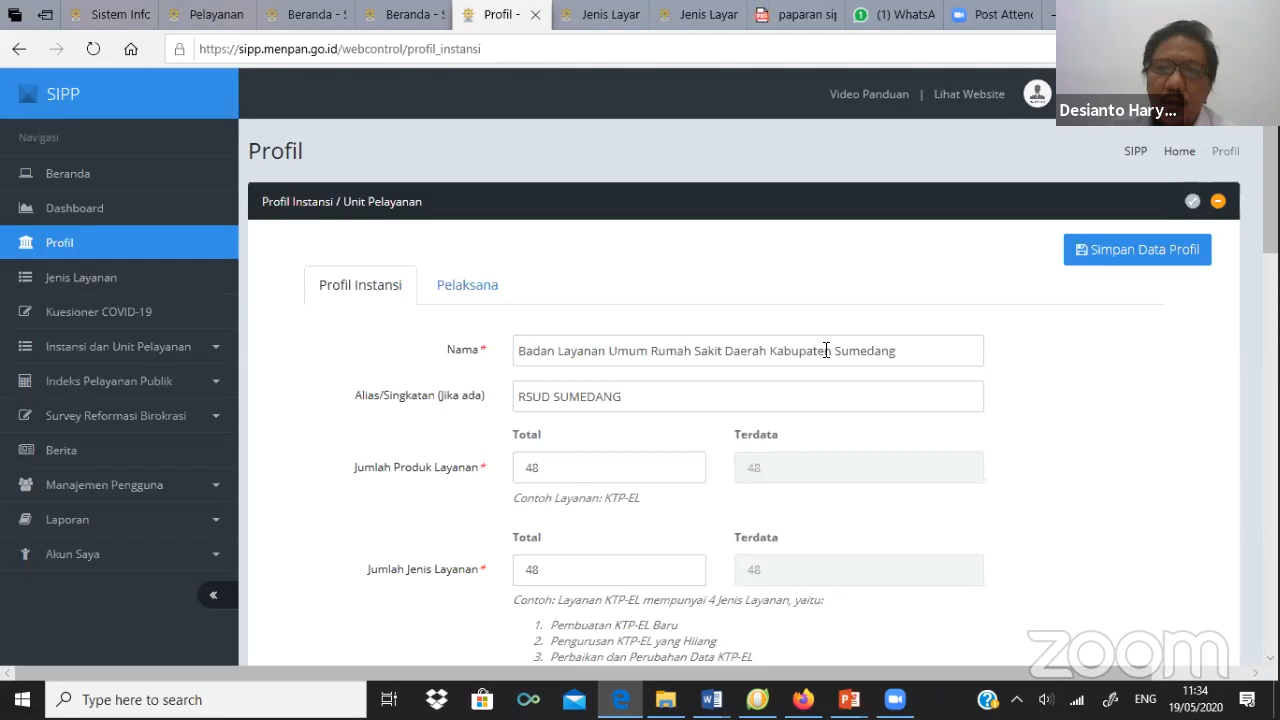 Sistem Info
Pelayanan
Beranda - S
Beranda - S
Profil -
Jenis Layar
Jenis Layar
paparan sip
(1) WhatsA
Post Atten
https://sipp.menpan.go.id/webcontrol/profil_instansi
Desianto Hary...
SIPP
Video Panduan | Lihat Website
Navigasi
Beranda
Dashboard
Profil
Jenis Layanan
Kuesioner COVID-19
Instansi dan Unit Pelayanan
Indeks Pelayanan Publik
Survey Reformasi Birokrasi
Berita
Manajemen Pengguna
Laporan
Akun Saya
«
Profil
SIPP Home / Profil
Profil Instansi / Unit Pelayanan
Simpan Data Profil
Profil Instansi
Pelaksana
Nama* Badan Layanan Umum Rumah Sakit Daerah Kabupaten Sumedang
Alias/Singkatan (Jika ada) RSUD SUMEDANG
Total Terdata
Jumlah Produk Layanan* 48 48
Contoh Layanan: KTP-EL
Total Terdata
Jumlah Jenis Layanan* 48 48
Contoh: Layanan KTP-EL mempunyai 4 Jenis Layanan, yaitu:
1. Pembuatan KTP-EL Baru
2. Pengurusan KTP-EL yang Hilang
3. Perbaikan dan Perubahan Data KTP-EL
zoom
Type here to search
ENG
11:34
19/05/2020